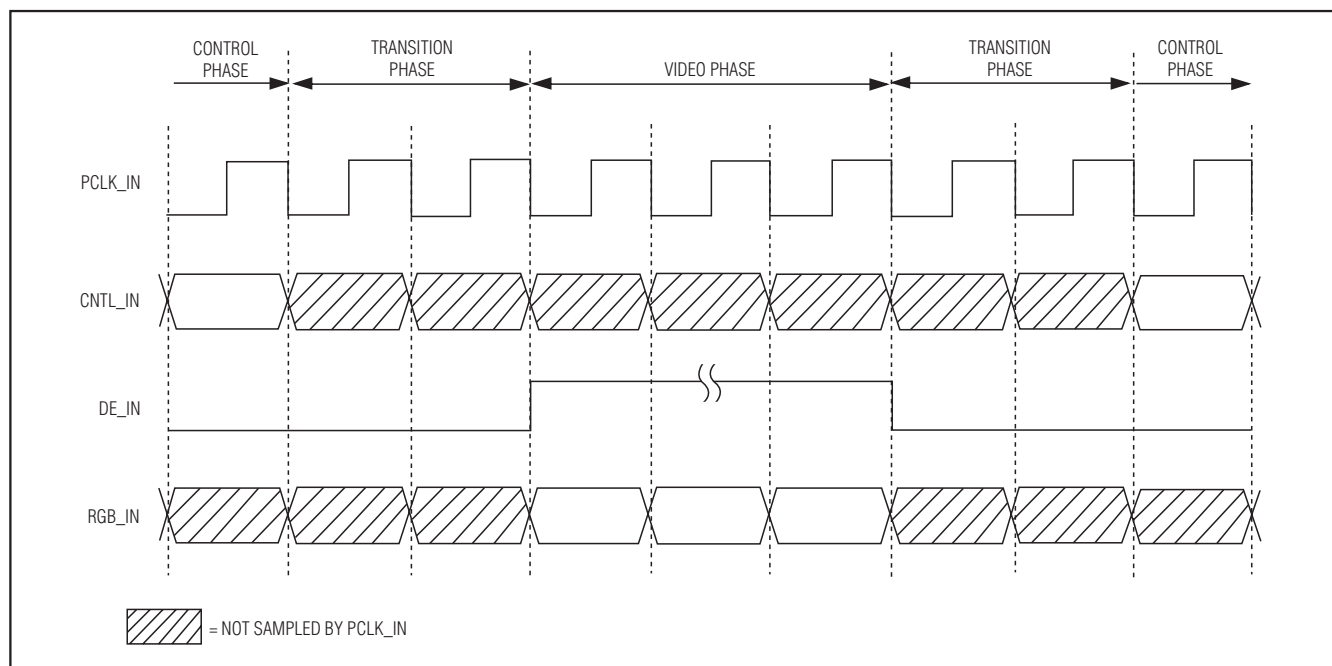 CONTROL
PHASE
TRANSITION
PHASE
VIDEO PHASE
TRANSITION
PHASE
CONTROL
PHASE
PCLK_IN
CNTL_IN
DE_IN
RGB_IN
= NOT SAMPLED BY PCLK_IN